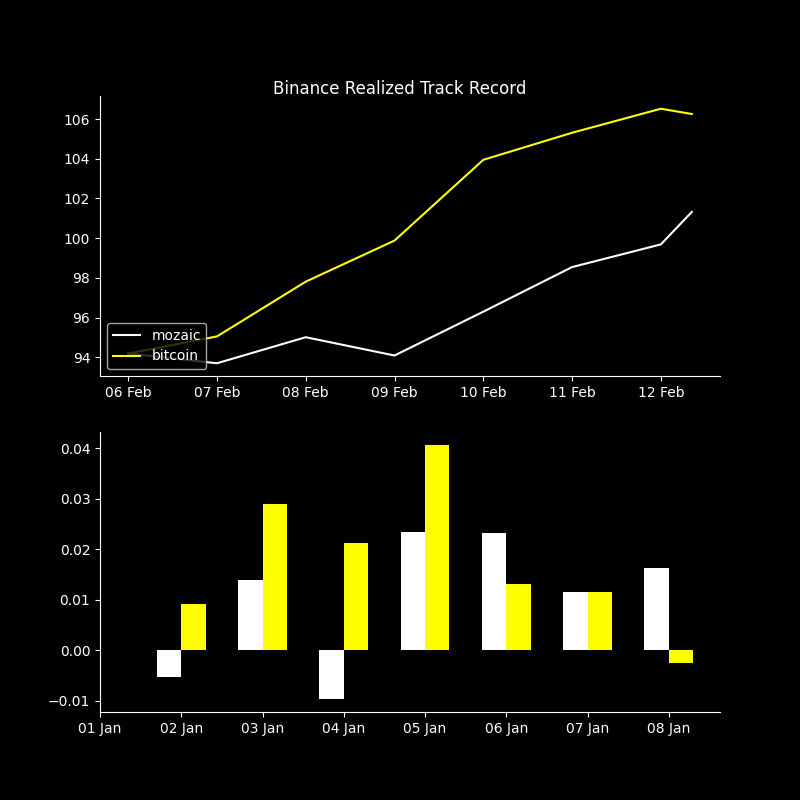 Binance Realized Track Record
106
104
102
100
98
96
94
mozaic
bitcoin
06 Feb 07 Feb 08 Feb 09 Feb 10 Feb 11 Feb 12 Feb
0.04
0.03
0.02
0.01
0.00
−0.01
01 Jan 02 Jan 03 Jan 04 Jan 05 Jan 06 Jan 07 Jan 08 Jan